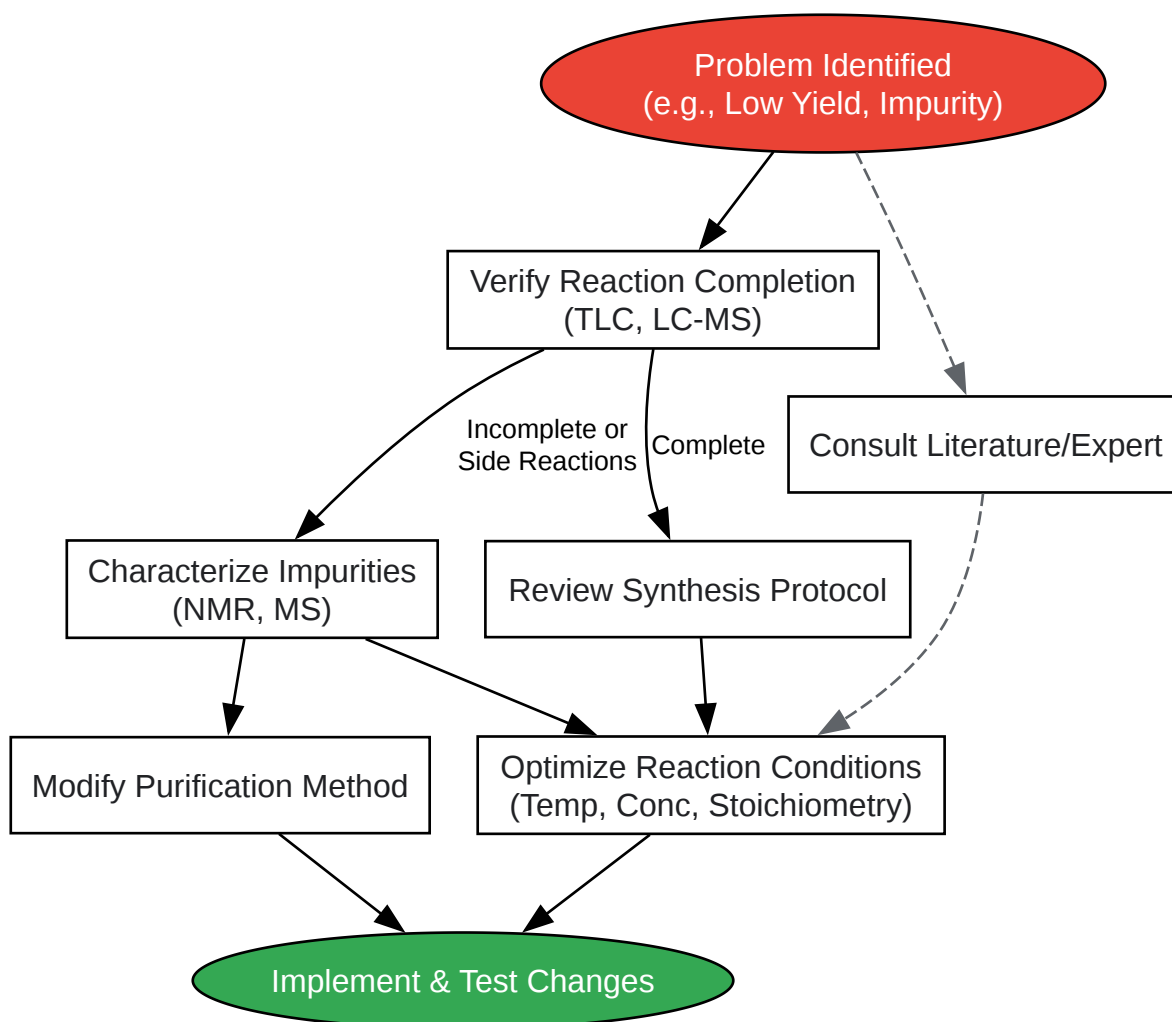 Problem Identified
(e.g., Low Yield, Impurity)
Verify Reaction Completion
(TLC, LC-MS)
Incomplete or
Side Reactions
Complete
Consult Literature/Expert
Characterize Impurities
(NMR, MS)
Review Synthesis Protocol
Modify Purification Method
Optimize Reaction Conditions
(Temp, Conc, Stoichiometry)
Implement & Test Changes